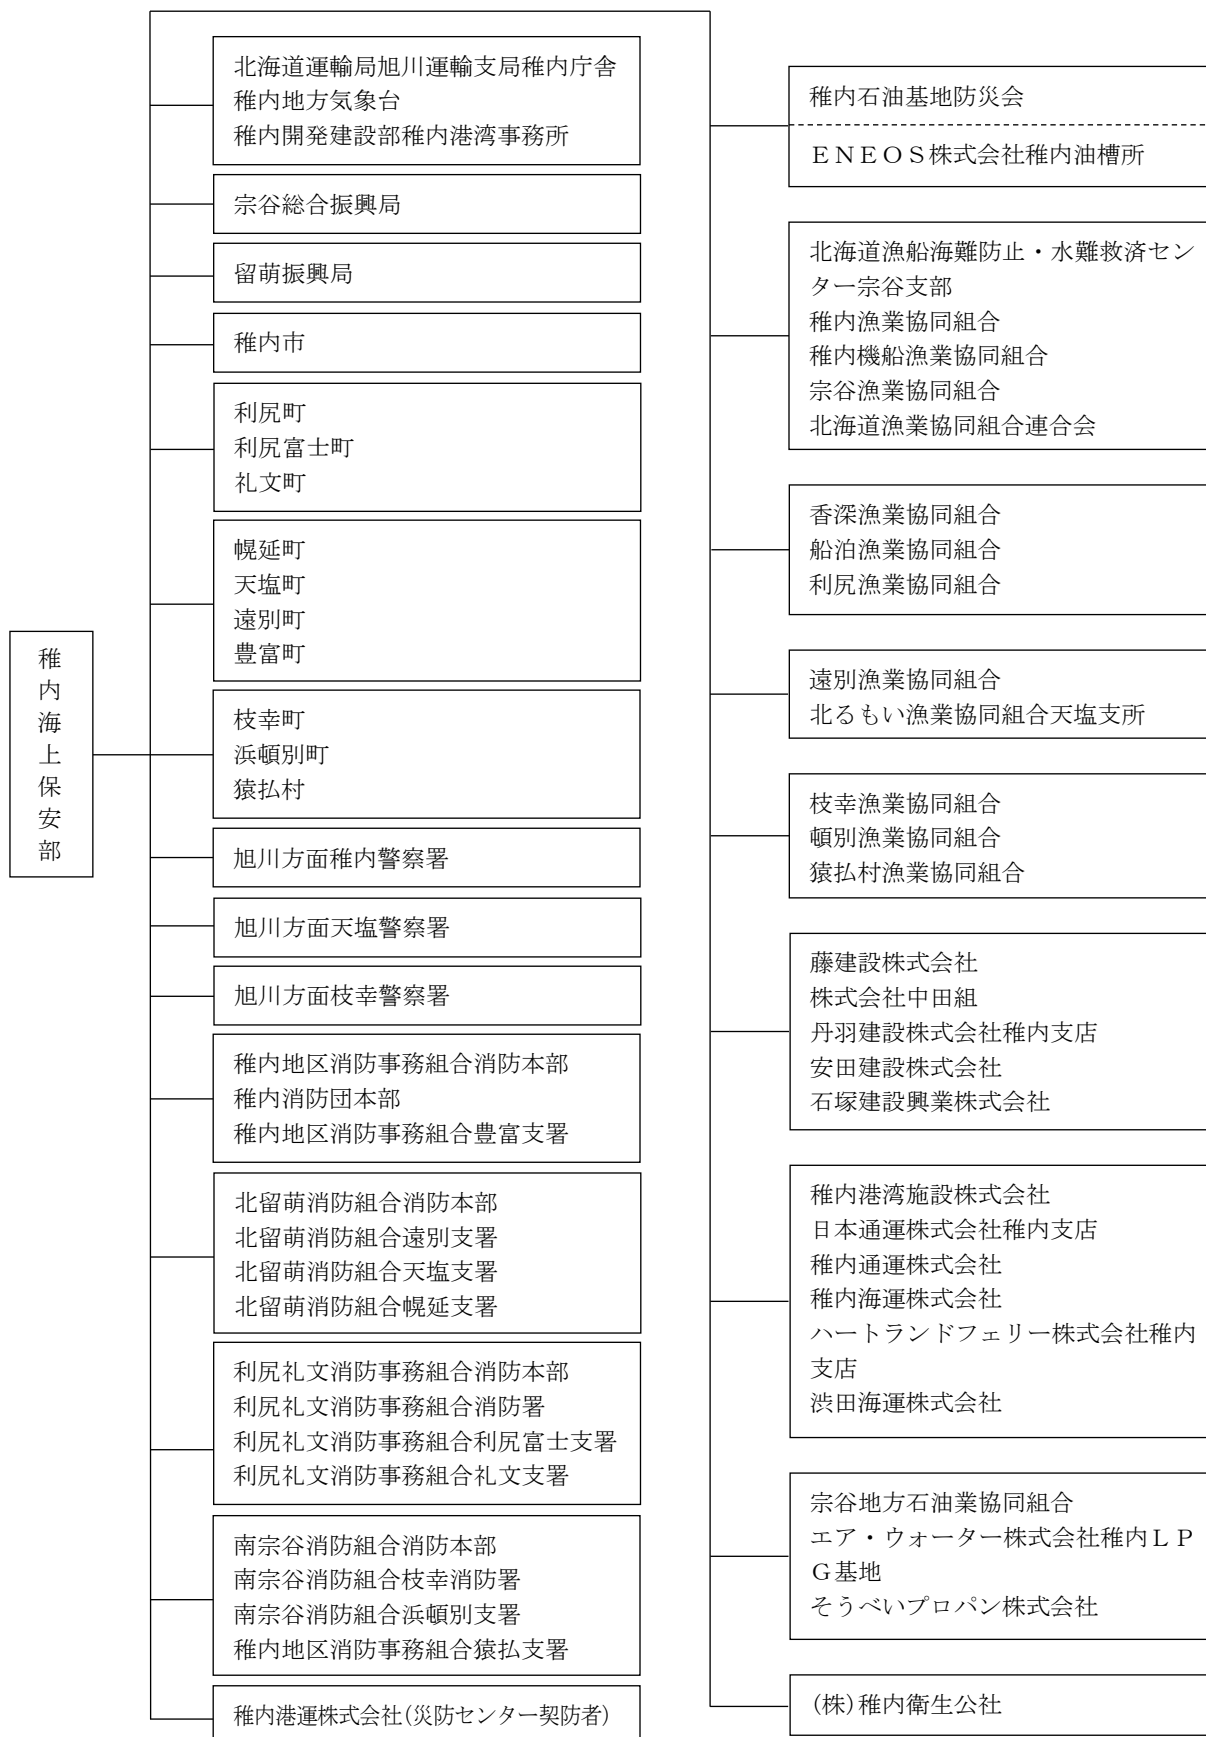 稚内海上保安部
北海道運輸局旭川運輸支局稚内庁舎
稚内地方気象台
稚内開発建設部稚内港湾事務所
宗谷総合振興局
留萌振興局
稚内市
利尻町
利尻富士町
礼文町
幌延町
天塩町
遠別町
豊富町
枝幸町
浜頓別町
猿払村
旭川方面稚内警察署
旭川方面天塩警察署
旭川方面枝幸警察署
稚内地区消防事務組合消防本部
稚内消防団本部
稚内地区消防事務組合豊富支署
北留萌消防組合消防本部
北留萌消防組合遠別支署
北留萌消防組合天塩支署
北留萌消防組合幌延支署
利尻礼文消防事務組合消防本部
利尻礼文消防事務組合消防署
利尻礼文消防事務組合利尻富士支署
利尻礼文消防事務組合礼文支署
南宗谷消防組合消防本部
南宗谷消防組合枝幸消防署
南宗谷消防組合浜頓別支署
稚内地区消防事務組合猿払支署
稚内港運株式会社(災防センター契防者)
稚内石油基地防災会
ＥＮＥＯＳ株式会社稚内油槽所
北海道漁船海難防止・水難救済セン
ター宗谷支部
稚内漁業協同組合
稚内機船漁業協同組合
宗谷漁業協同組合
北海道漁業協同組合連合会
香深漁業協同組合
船泊漁業協同組合
利尻漁業協同組合
遠別漁業協同組合
北るもい漁業協同組合天塩支所
枝幸漁業協同組合
頓別漁業協同組合
猿払村漁業協同組合
藤建設株式会社
株式会社中田組
丹羽建設株式会社稚内支店
安田建設株式会社
石塚建設興業株式会社
稚内港湾施設株式会社
日本通運株式会社稚内支店
稚内通運株式会社
稚内海運株式会社
ハートランドフェリー株式会社稚内
支店
渋田海運株式会社
宗谷地方石油業協同組合
エア・ウォーター株式会社稚内ＬＰ
Ｇ基地
そうべいプロパン株式会社
(株)稚内衛生公社